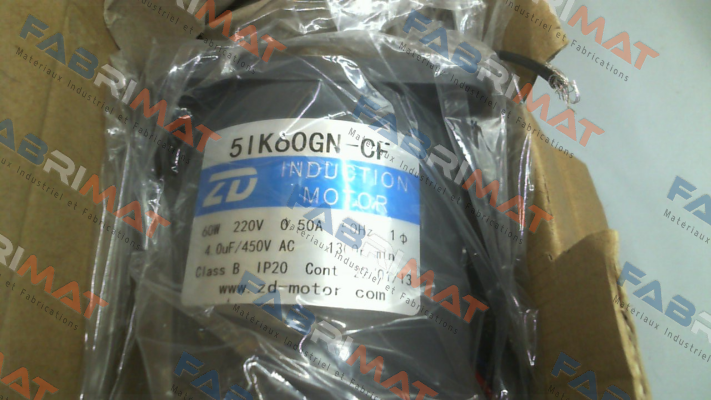 5IK60GN-CF
ZD INDUCTION
MOTOR
60W 220V 0.50A 1Φ
4.0uF/450V AC
Class B IP20 Cont
www.zd-motor.com
FABRIMAT
Materiaux Industriel et Fabrications